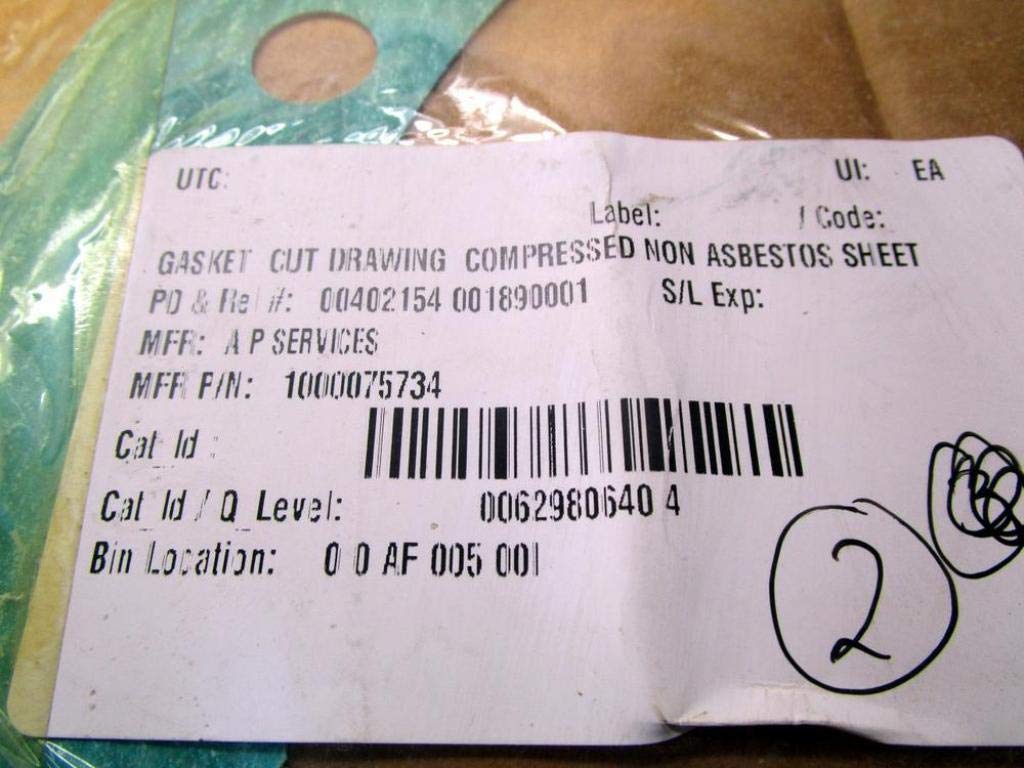 UTC: UI: EA
Label: / Code:
GASKET CUT DRAWING COMPRESSED NON ASBESTOS SHEET
PO & Rel #: 00402154 001890001 S/L Exp:
MFR: A P SERVICES
MFR P/N: 1000075734
Cat Id :
Cat Id / Q Level: 0062980640 4
Bin Location: 0 0 AF 005 001
2